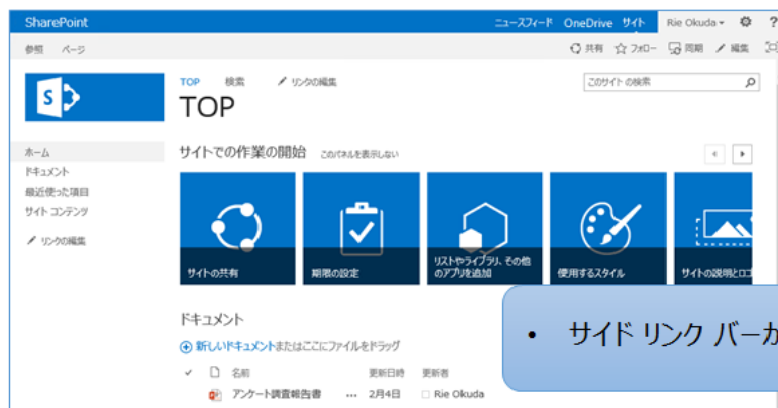 SharePoint ニュースフィード OneDrive サイト Rie Okuda ?
参照 ページ 共有 フォロー 同期 編集
S
TOP 検索 リンクの編集 このサイトの検索
TOP
ホーム
ドキュメント
最近使った項目
サイト コンテンツ
リンクの編集
サイトでの作業の開始 このパネルを表示しない
サイトの共有
期限の設定
リストやライブラリ、その他
のアプリを追加
使用するスタイル
サイトの説明とロゴ
• サイド リンク バーか
ドキュメント
新しいドキュメントまたはここにファイルをドラッグ
名前 更新日時 更新者
アンケート調査報告書 ... 2月4日 Rie Okuda